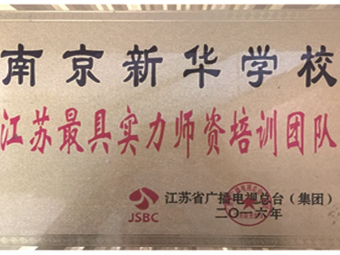 南京新华学校
江苏最具实力师资培训团队
JSBC
江苏省广播电视总台（集团）
二〇一六年